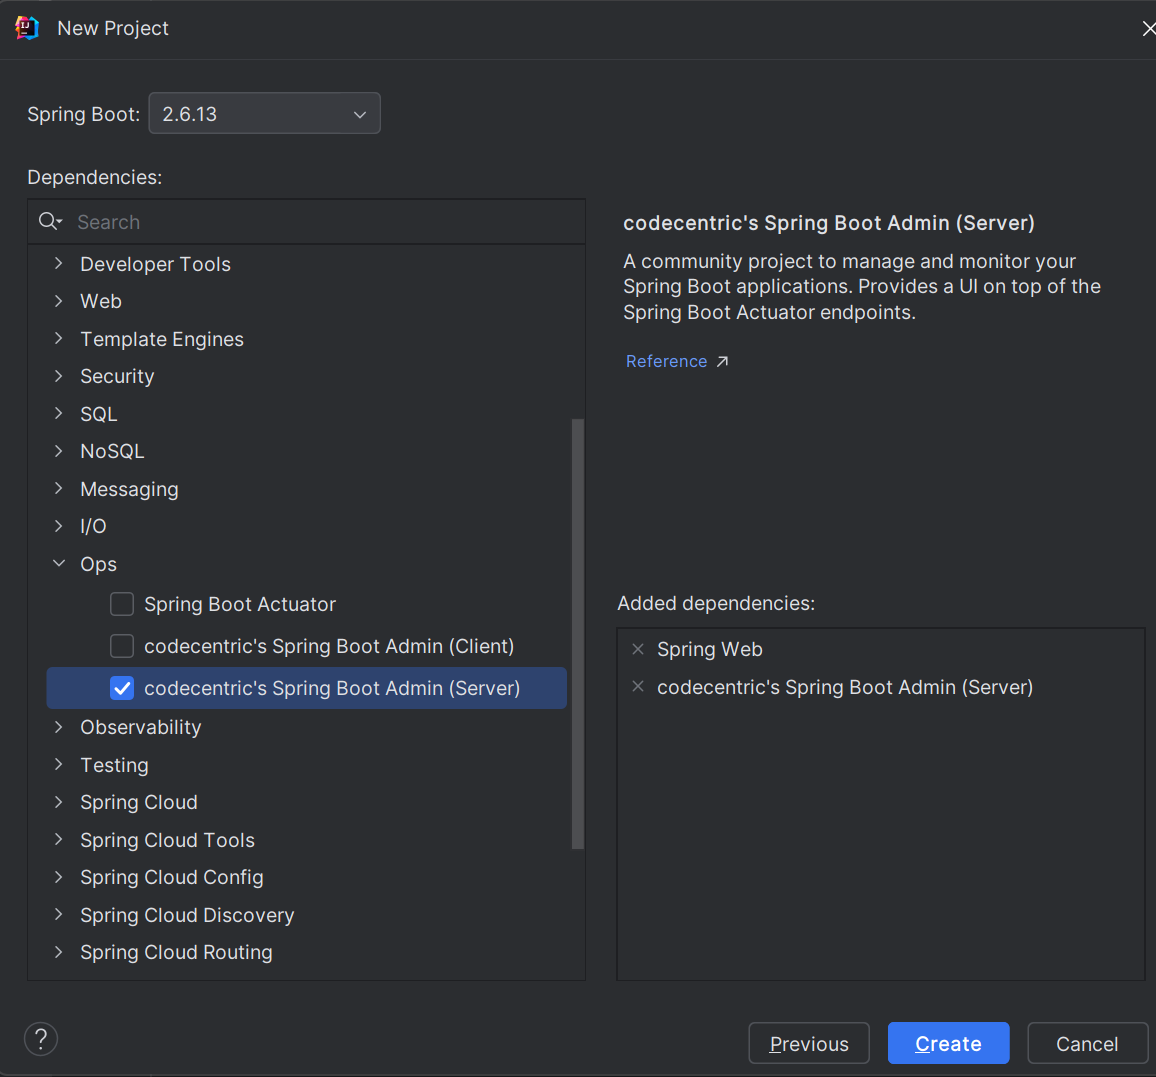 New Project
Spring Boot: 2.6.13
Dependencies:
Search
Developer Tools
Web
Template Engines
Security
SQL
NoSQL
Messaging
I/O
Ops
Spring Boot Actuator
codecentric's Spring Boot Admin (Client)
codecentric's Spring Boot Admin (Server)
Observability
Testing
Spring Cloud
Spring Cloud Tools
Spring Cloud Config
Spring Cloud Discovery
Spring Cloud Routing
codecentric's Spring Boot Admin (Server)
A community project to manage and monitor your
Spring Boot applications. Provides a UI on top of the
Spring Boot Actuator endpoints.
Reference
Added dependencies:
Spring Web
codecentric's Spring Boot Admin (Server)
?
Previous
Create
Cancel